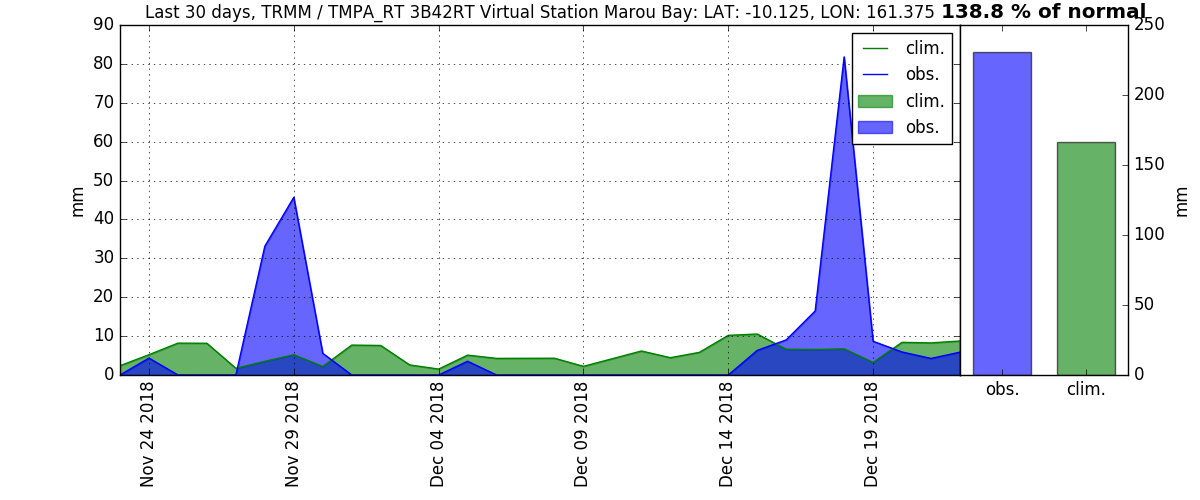 Last 30 days, TRMM / TMPA_RT 3B42RT Virtual Station Marou Bay: LAT: -10.125, LON: 161.375 138.8 % of normal
90
80
70
60
50
40
30
20
10
0
mm
Nov 24 2018
Nov 29 2018
Dec 04 2018
Dec 09 2018
Dec 14 2018
Dec 19 2018
clim.
obs.
clim.
obs.
250
200
150
100
50
0
mm
obs.
clim.